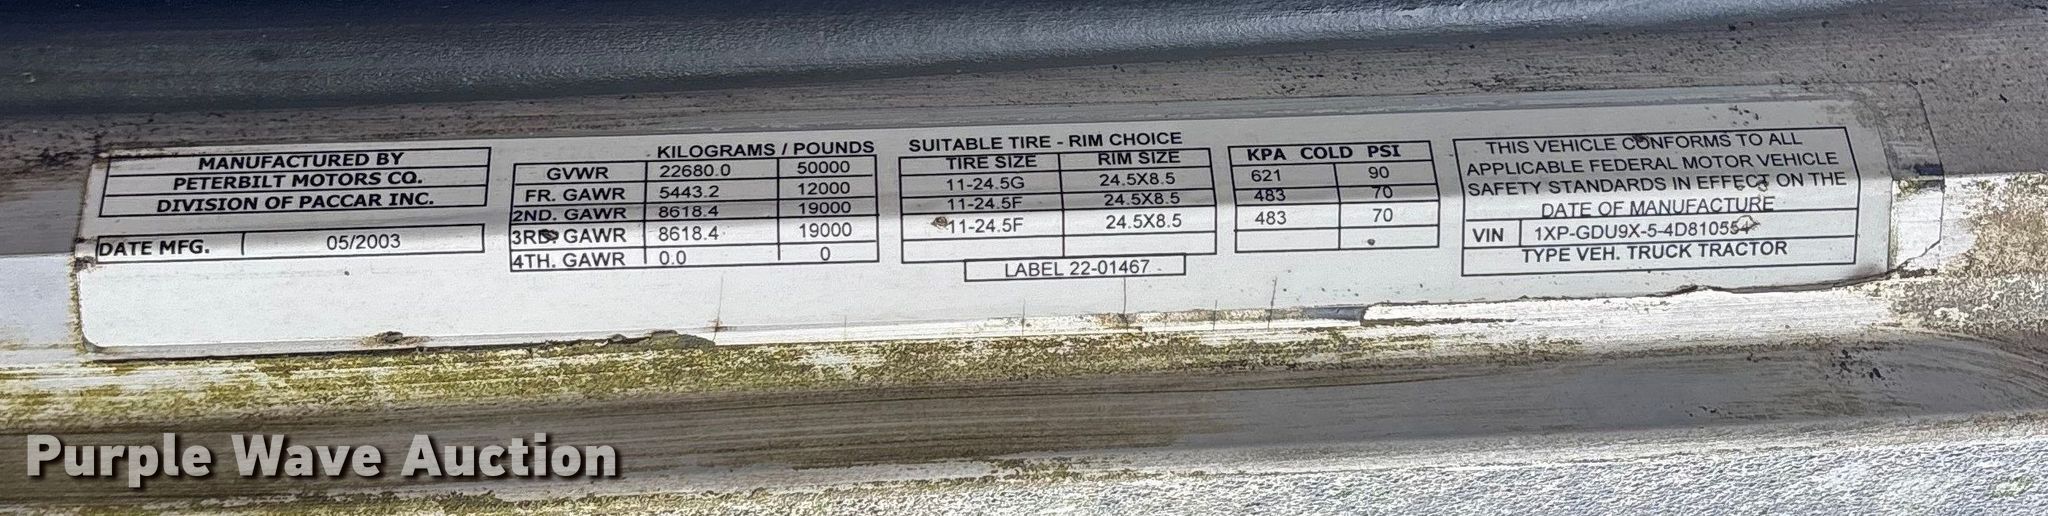 MANUFACTURED BY
PETERBILT MOTORS CO.
DIVISION OF PACCAR INC.
DATE MFG. 05/2003
KILOGRAMS / POUNDS
GVWR 22680.0 50000
FR. GAWR 5443.2 12000
2ND. GAWR 8618.4 19000
3RD. GAWR 8618.4 19000
4TH. GAWR 0.0 0
SUITABLE TIRE - RIM CHOICE
TIRE SIZE RIM SIZE
11-24.5G 24.5X8.5
11-24.5F 24.5X8.5
11-24.5F 24.5X8.5
LABEL 22-01467
KPA COLD PSI
621 90
483 70
483 70
THIS VEHICLE CONFORMS TO ALL
APPLICABLE FEDERAL MOTOR VEHICLE
SAFETY STANDARDS IN EFFECT ON THE
DATE OF MANUFACTURE
VIN 1XP-GDU9X-5-4D810554
TYPE VEH. TRUCK TRACTOR
Purple Wave Auction